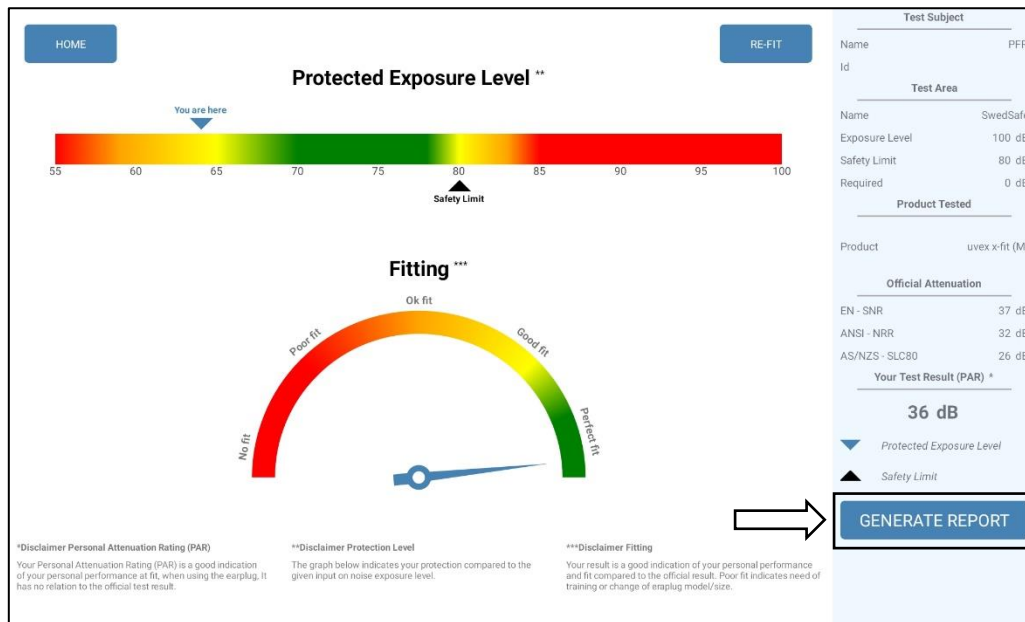 HOME
RE-FIT
Protected Exposure Level **
You are here
55 60 65 70 75 80 85 90 95 100
Safety Limit
Fitting ***
No fit
Poor fit
Ok fit
Good fit
Perfect fit
*Disclaimer Personal Attenuation Rating (PAR)
Your Personal Attenuation Rating (PAR) is a good indication
of your personal performance at fit, when using the earplug, It
has no relation to the official test result.
**Disclaimer Protection Level
The graph below indicates your protection compared to the
given input on noise exposure level.
***Disclaimer Fitting
Your result is a good indication of your personal performance
and fit compared to the official result. Poor fit indicates need of
training or change of eraplug model/size.
Test Subject
Name PFR
Id
Test Area
Name SwedSafe
Exposure Level 100 dB
Safety Limit 80 dB
Required 0 dB
Product Tested
Product uvex x-fit (M
Official Attenuation
EN - SNR 37 dB
ANSI - NRR 32 dB
AS/NZS - SLC80 26 dB
Your Test Result (PAR) *
36 dB
Protected Exposure Level
Safety Limit
GENERATE REPORT